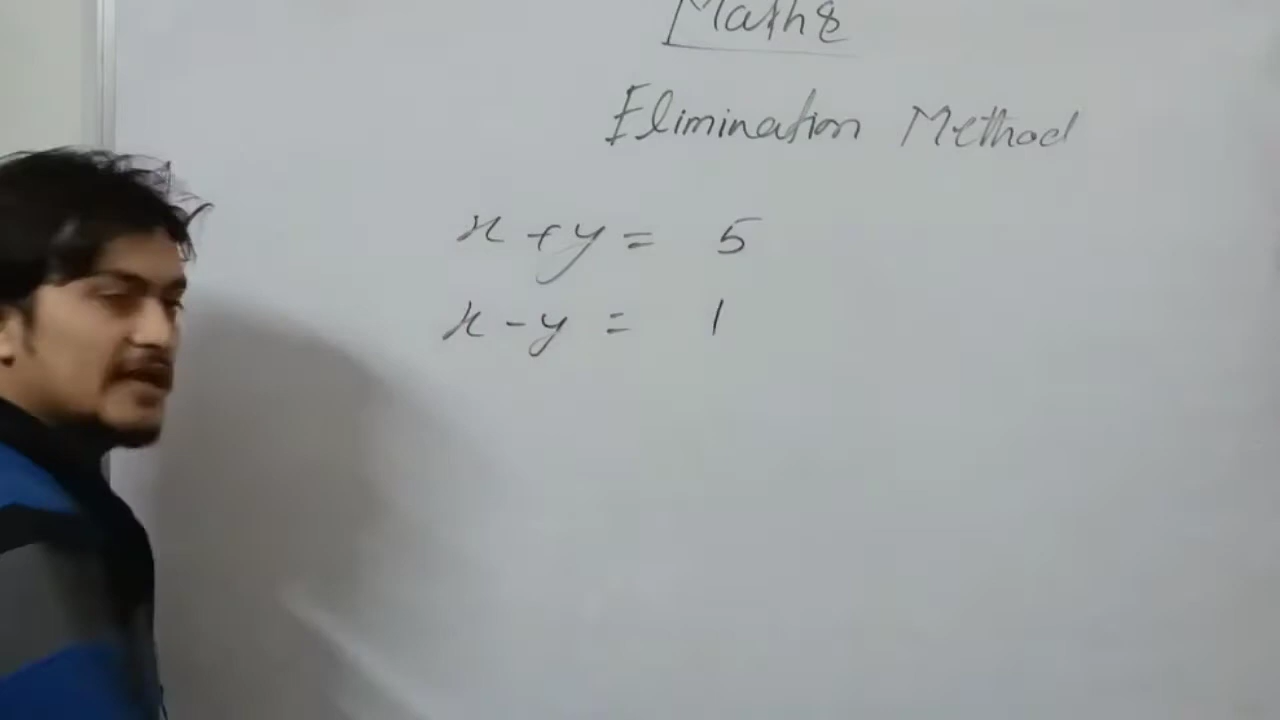 Maths
Elimination Method
x + y = 5
x - y = 1